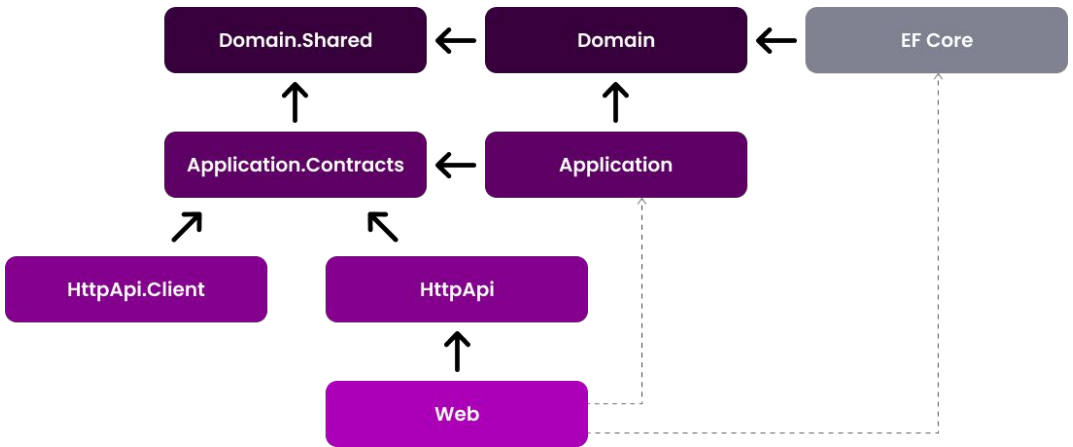 Domain.Shared
Domain
EF Core
Application.Contracts
Application
HttpApi.Client
HttpApi
Web